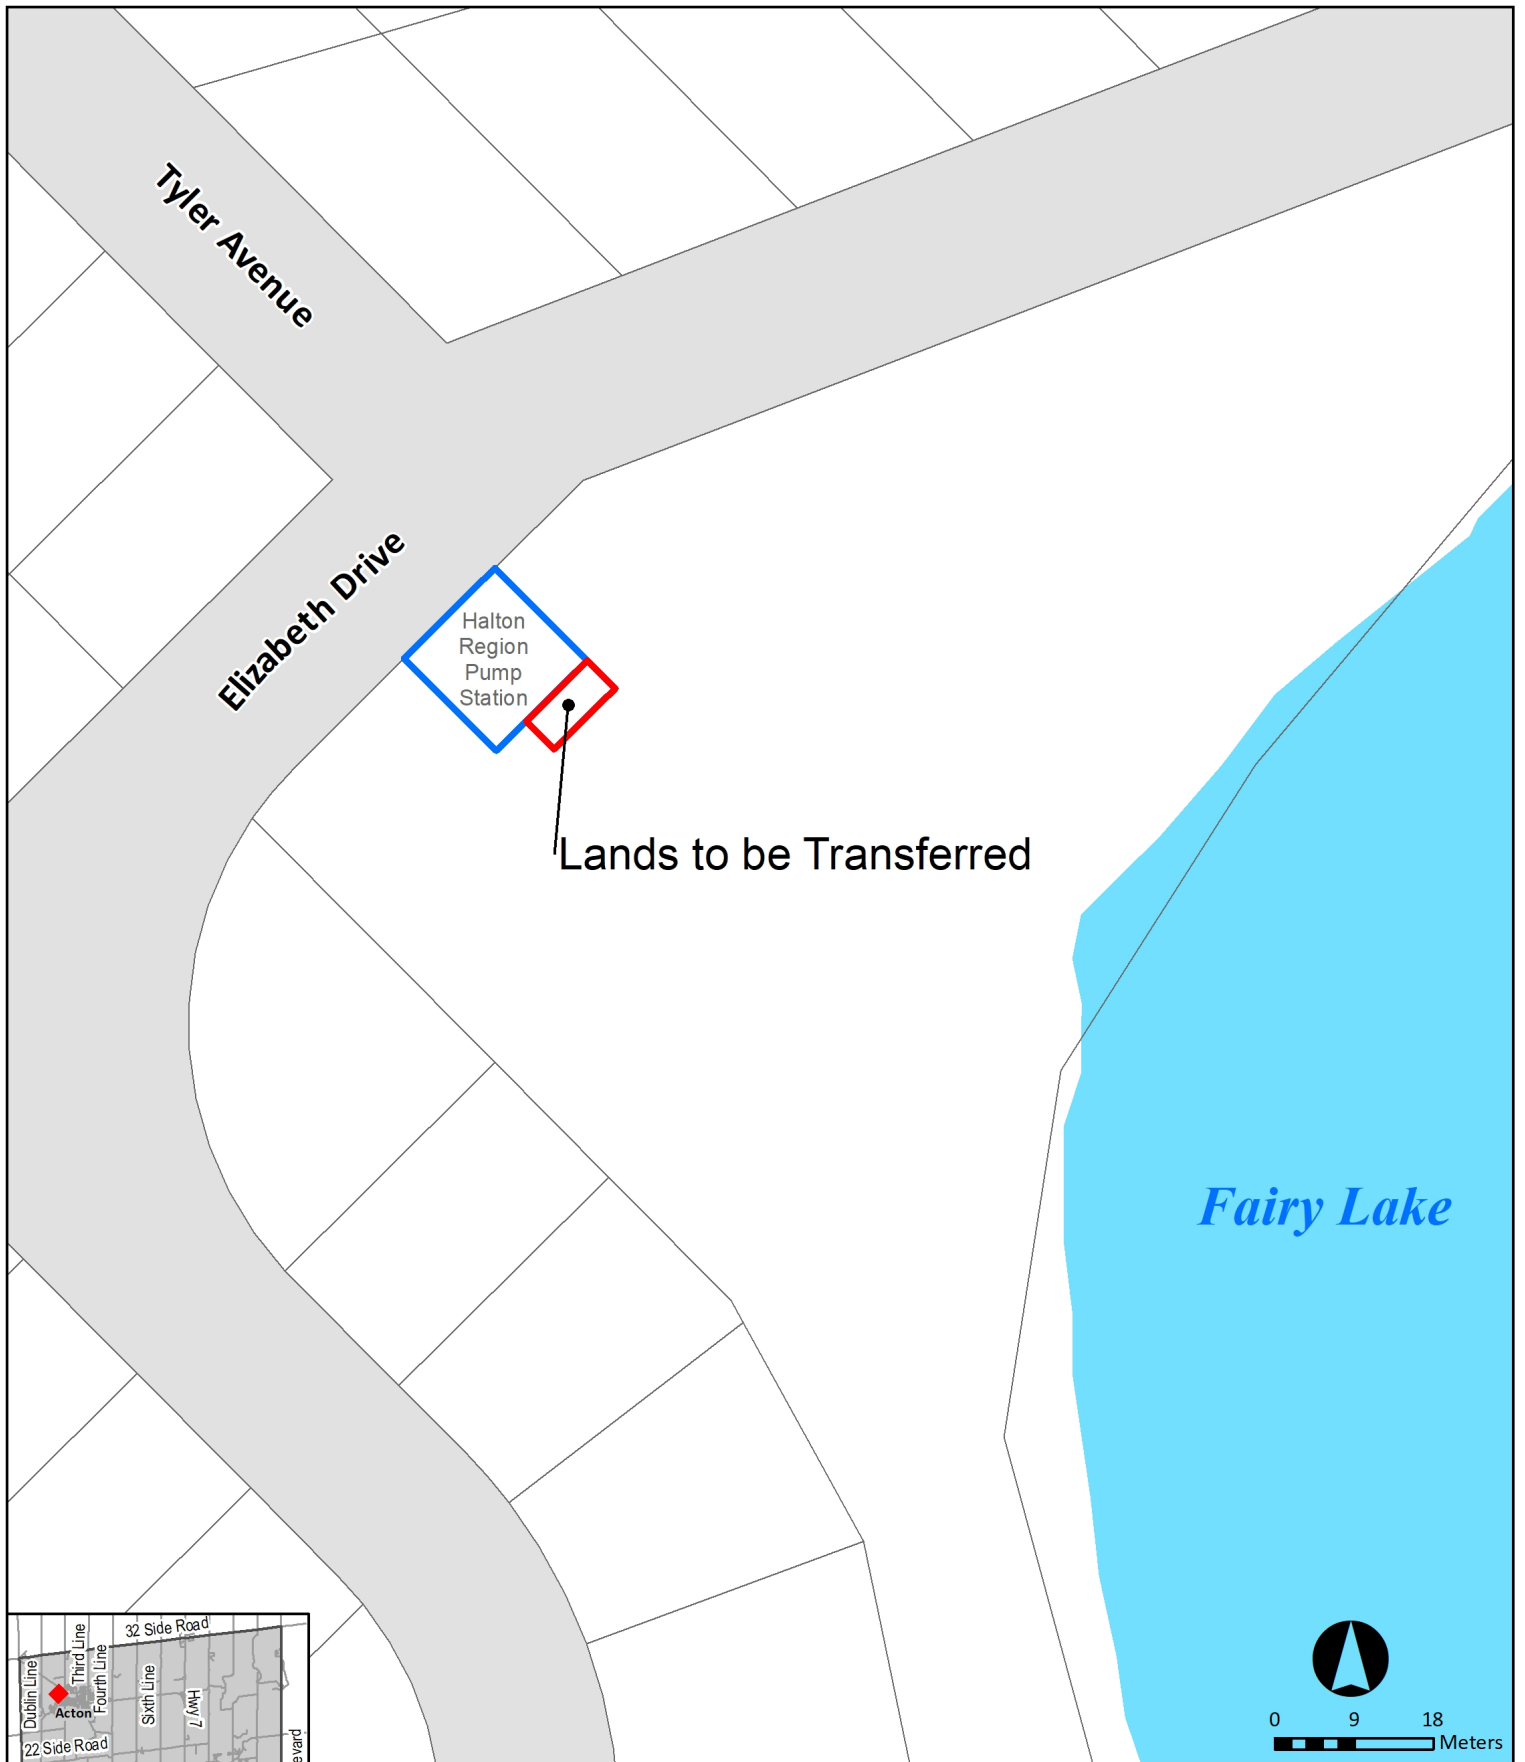 Tyler Avenue
Elizabeth Drive
Halton
Region
Pump
Station
Lands to be Transferred
Fairy Lake
32 Side Road
Dublin Line
Third Line
Fourth Line
Sixth Line
Hwy 7
Acton
22 Side Road
evard
0 9 18
Meters